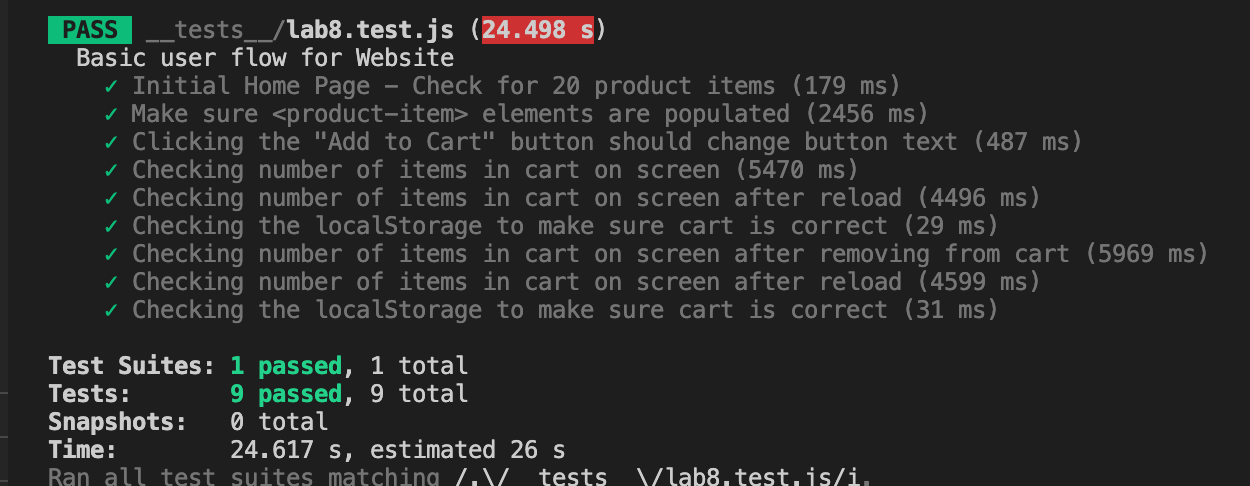 PASS __tests__/lab8.test.js (24.498 s)
Basic user flow for Website
✓ Initial Home Page – Check for 20 product items (179 ms)
✓ Make sure <product-item> elements are populated (2456 ms)
✓ Clicking the "Add to Cart" button should change button text (487 ms)
✓ Checking number of items in cart on screen (5470 ms)
✓ Checking number of items in cart on screen after reload (4496 ms)
✓ Checking the localStorage to make sure cart is correct (29 ms)
✓ Checking number of items in cart on screen after removing from cart (5969 ms)
✓ Checking number of items in cart on screen after reload (4599 ms)
✓ Checking the localStorage to make sure cart is correct (31 ms)
Test Suites: 1 passed, 1 total
Tests: 9 passed, 9 total
Snapshots: 0 total
Time: 24.617 s, estimated 26 s
Ran all test suites matching /.\/__tests__\/lab8.test.js/i.